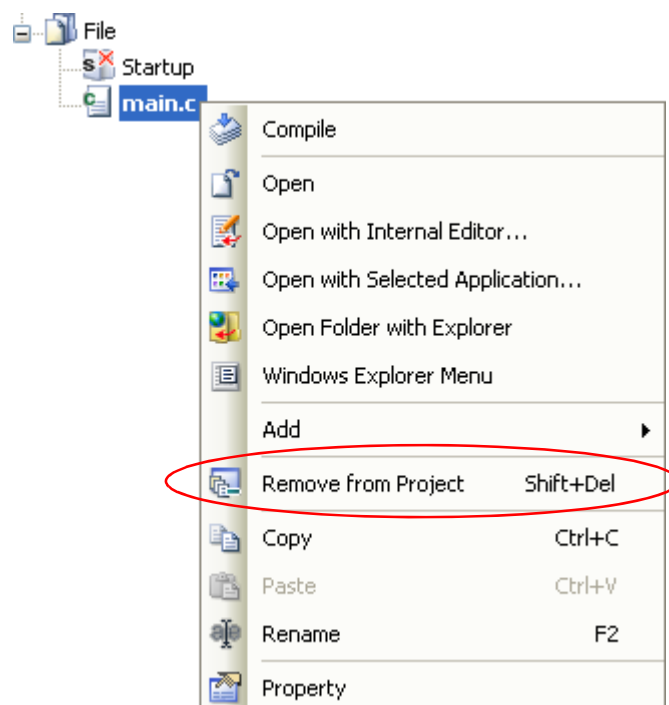 File
Startup
main.c
Compile
Open
Open with Internal Editor...
Open with Selected Application...
Open Folder with Explorer
Windows Explorer Menu
Add
Remove from Project Shift+Del
Copy Ctrl+C
Paste Ctrl+V
Rename F2
Property